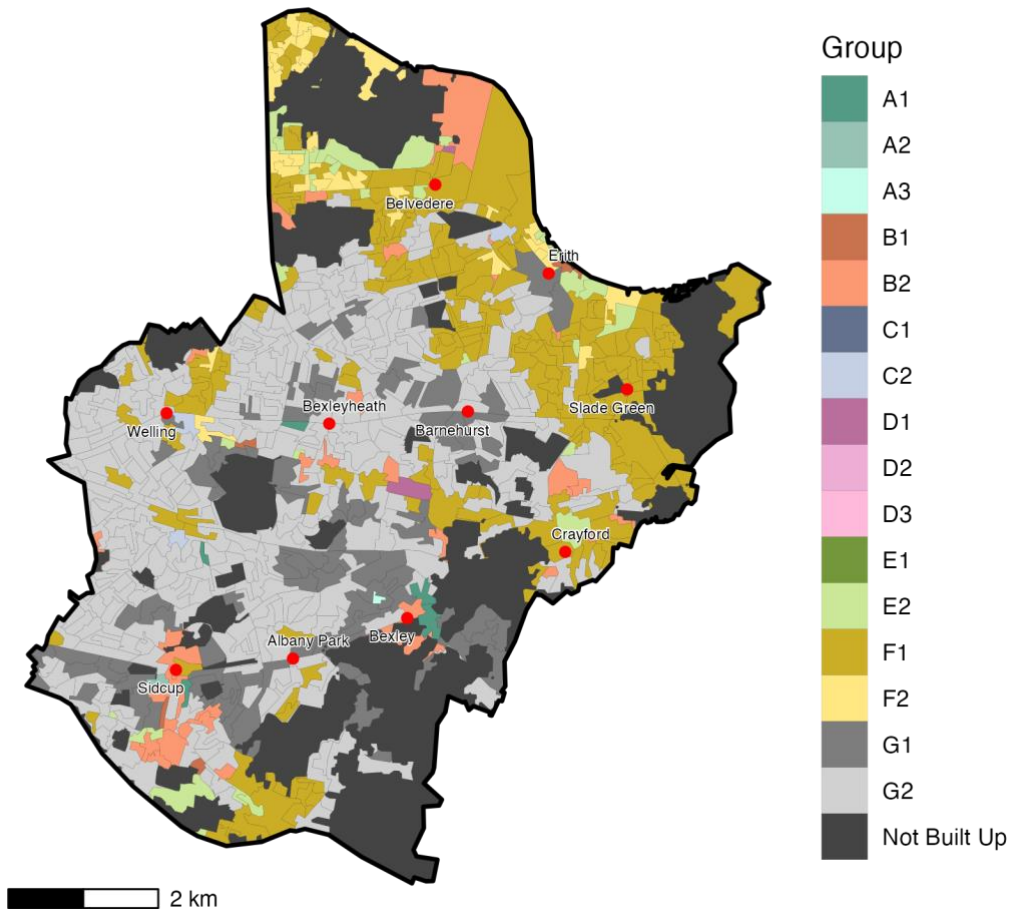 Group
A1
A2
A3
B1
B2
C1
C2
D1
D2
D3
E1
E2
F1
F2
G1
G2
Not Built Up
Belvedere
Erith
Slade Green
Bexleyheath
Welling
Barnehurst
Crayford
Bexley
Albany Park
Sidcup
2 km